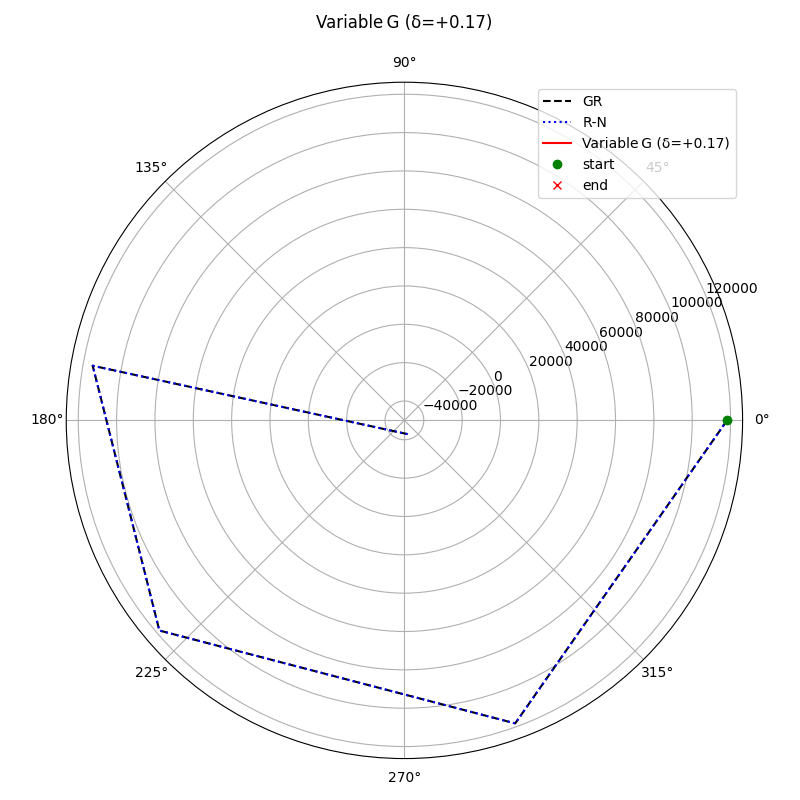 Variable G (δ=+0.17)
90°
GR
R-N
Variable G (δ=+0.17)
start
end
135°
45°
120000
100000
80000
60000
40000
20000
0
−20000
−40000
180°
0°
225°
315°
270°